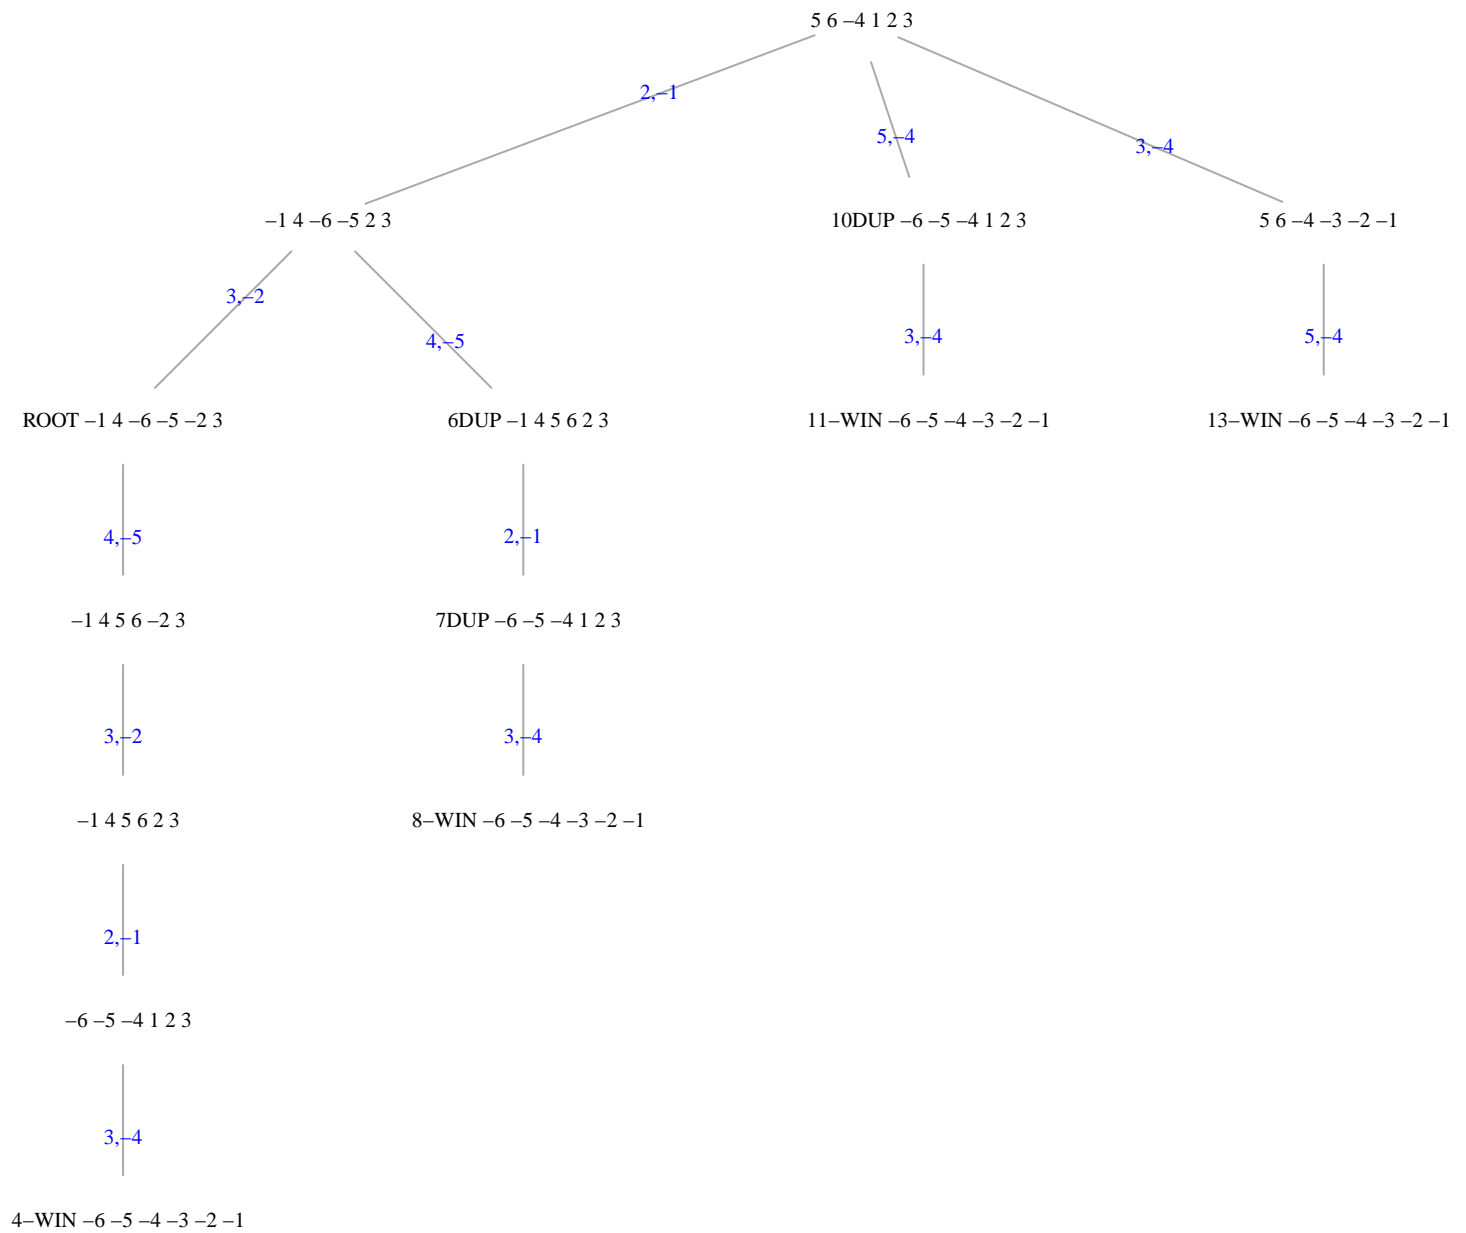 5 6 –4 1 2 3
2,–1
5,–4
3,–4
–1 4 –6 –5 2 3
10DUP –6 –5 –4 1 2 3
5 6 –4 –3 –2 –1
3,–2
4,–5
3,–4
5,–4
ROOT –1 4 –6 –5 –2 3
6DUP –1 4 5 6 2 3
11–WIN –6 –5 –4 –3 –2 –1
13–WIN –6 –5 –4 –3 –2 –1
4,–5
2,–1
–1 4 5 6 –2 3
7DUP –6 –5 –4 1 2 3
3,–2
3,–4
–1 4 5 6 2 3
8–WIN –6 –5 –4 –3 –2 –1
2,–1
–6 –5 –4 1 2 3
3,–4
4–WIN –6 –5 –4 –3 –2 –1